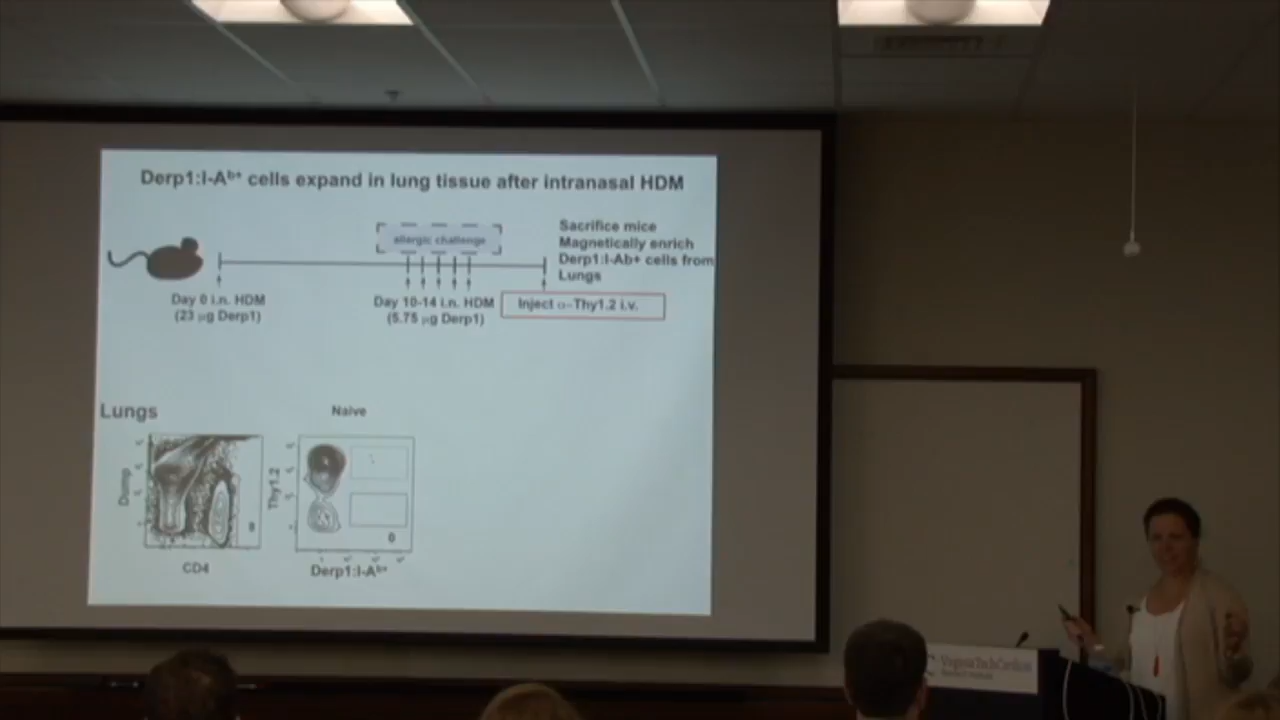 Derp1:I-Ab+ cells expand in lung tissue after intranasal HDM
allergic challenge
Sacrifice mice
Magnetically enrich
Derp1:I-Ab+ cells from
Lungs
Day 0 i.n. HDM
(23 µg Derp1)
Day 10-14 i.n. HDM
(5.75 µg Derp1)
Inject α-Thy1.2 i.v.
Lungs
Naive
Dump
CD4
Thy1.2
0
Derp1:I-Ab+
VirginiaTechCarilion